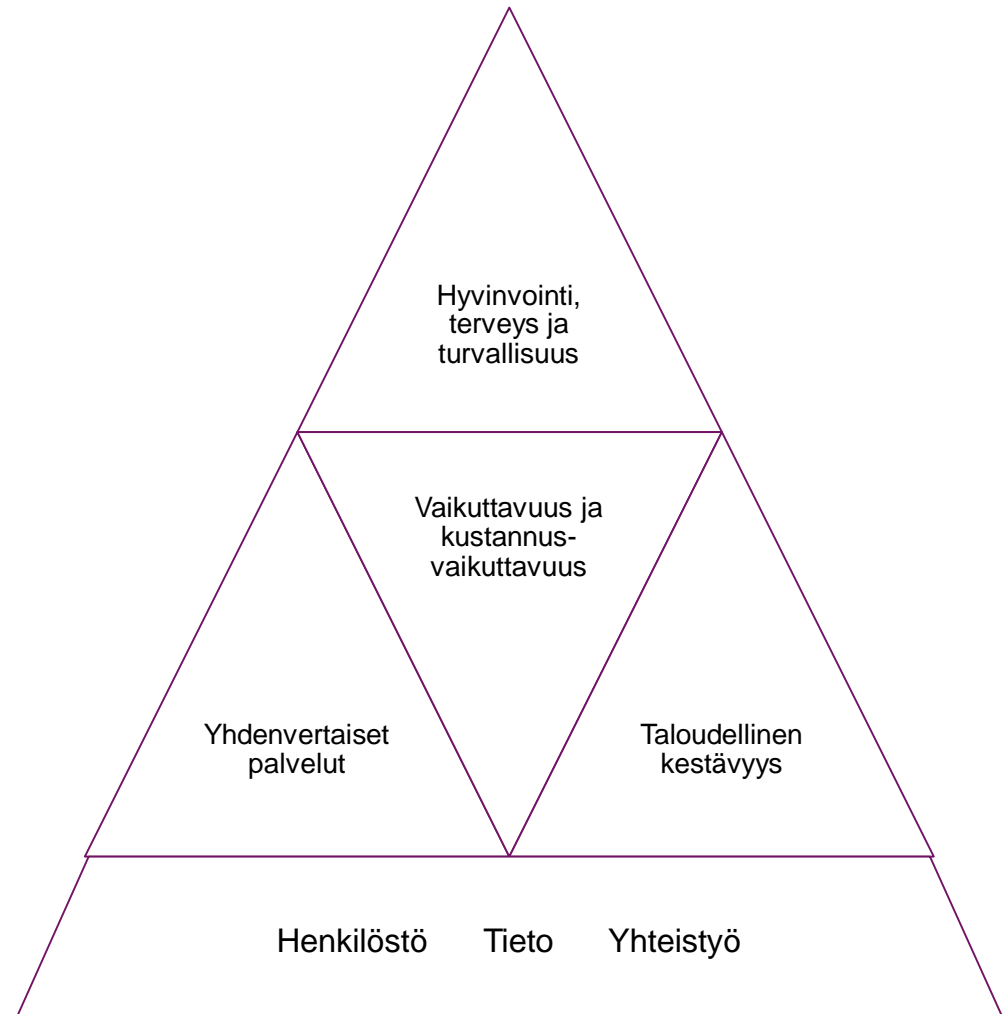 Hyvinvointi,
terveys ja
turvallisuus
Vaikuttavuus ja
kustannus-
vaikuttavuus
Yhdenvertaiset
palvelut
Taloudellinen
kestävyys
Henkilöstö Tieto Yhteistyö